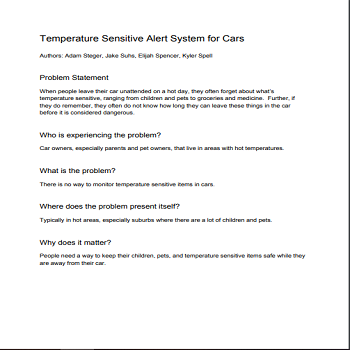 Temperature Sensitive Alert System for Cars
Authors: Adam Steger, Jake Suhs, Elijah Spencer, Kyler Spell
Problem Statement
When people leave their car unattended on a hot day, they often forget about what's
temperature sensitive, ranging from children and pets to groceries and medicine. Further, if
they do remember, they often do not know how long they can leave these things in the car
before it is considered dangerous.
Who is experiencing the problem?
Car owners, especially parents and pet owners, that live in areas with hot temperatures.
What is the problem?
There is no way to monitor temperature sensitive items in cars.
Where does the problem present itself?
Typically in hot areas, especially suburbs where there are a lot of children and pets.
Why does it matter?
People need a way to keep their children, pets, and temperature sensitive items safe while they
are away from their car.